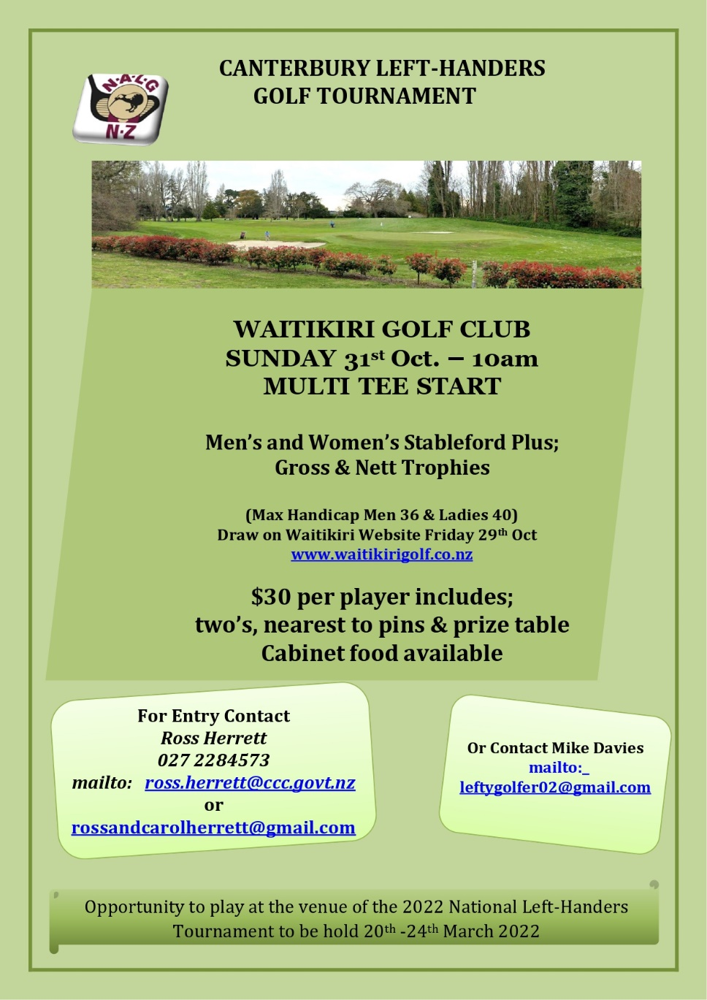 CANTERBURY LEFT-HANDERS
GOLF TOURNAMENT
N·A·L·G
N·Z
WAITIKIRI GOLF CLUB
SUNDAY 31st Oct. – 10am
MULTI TEE START
Men’s and Women’s Stableford Plus;
Gross & Nett Trophies
(Max Handicap Men 36 & Ladies 40)
Draw on Waitikiri Website Friday 29th Oct
www.waitikirigolf.co.nz
$30 per player includes;
two’s, nearest to pins & prize table
Cabinet food available
For Entry Contact
Ross Herrett
027 2284573
mailto: ross.herrett@ccc.govt.nz
or
rossandcarolherrett@gmail.com
Or Contact Mike Davies
mailto:_
leftygolfer02@gmail.com
Opportunity to play at the venue of the 2022 National Left-Handers
Tournament to be hold 20th -24th March 2022